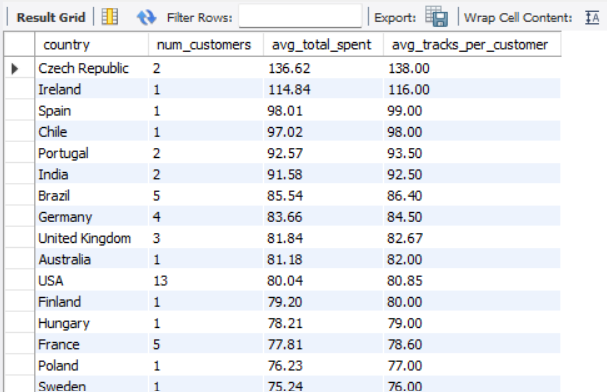 Result Grid Filter Rows: Export: Wrap Cell Content: IA
country num_customers avg_total_spent avg_tracks_per_customer
Czech Republic 2 136.62 138.00
Ireland 1 114.84 116.00
Spain 1 98.01 99.00
Chile 1 97.02 98.00
Portugal 2 92.57 93.50
India 2 91.58 92.50
Brazil 5 85.54 86.40
Germany 4 83.66 84.50
United Kingdom 3 81.84 82.67
Australia 1 81.18 82.00
USA 13 80.04 80.85
Finland 1 79.20 80.00
Hungary 1 78.21 79.00
France 5 77.81 78.60
Poland 1 76.23 77.00
Sweden 1 75.24 76.00